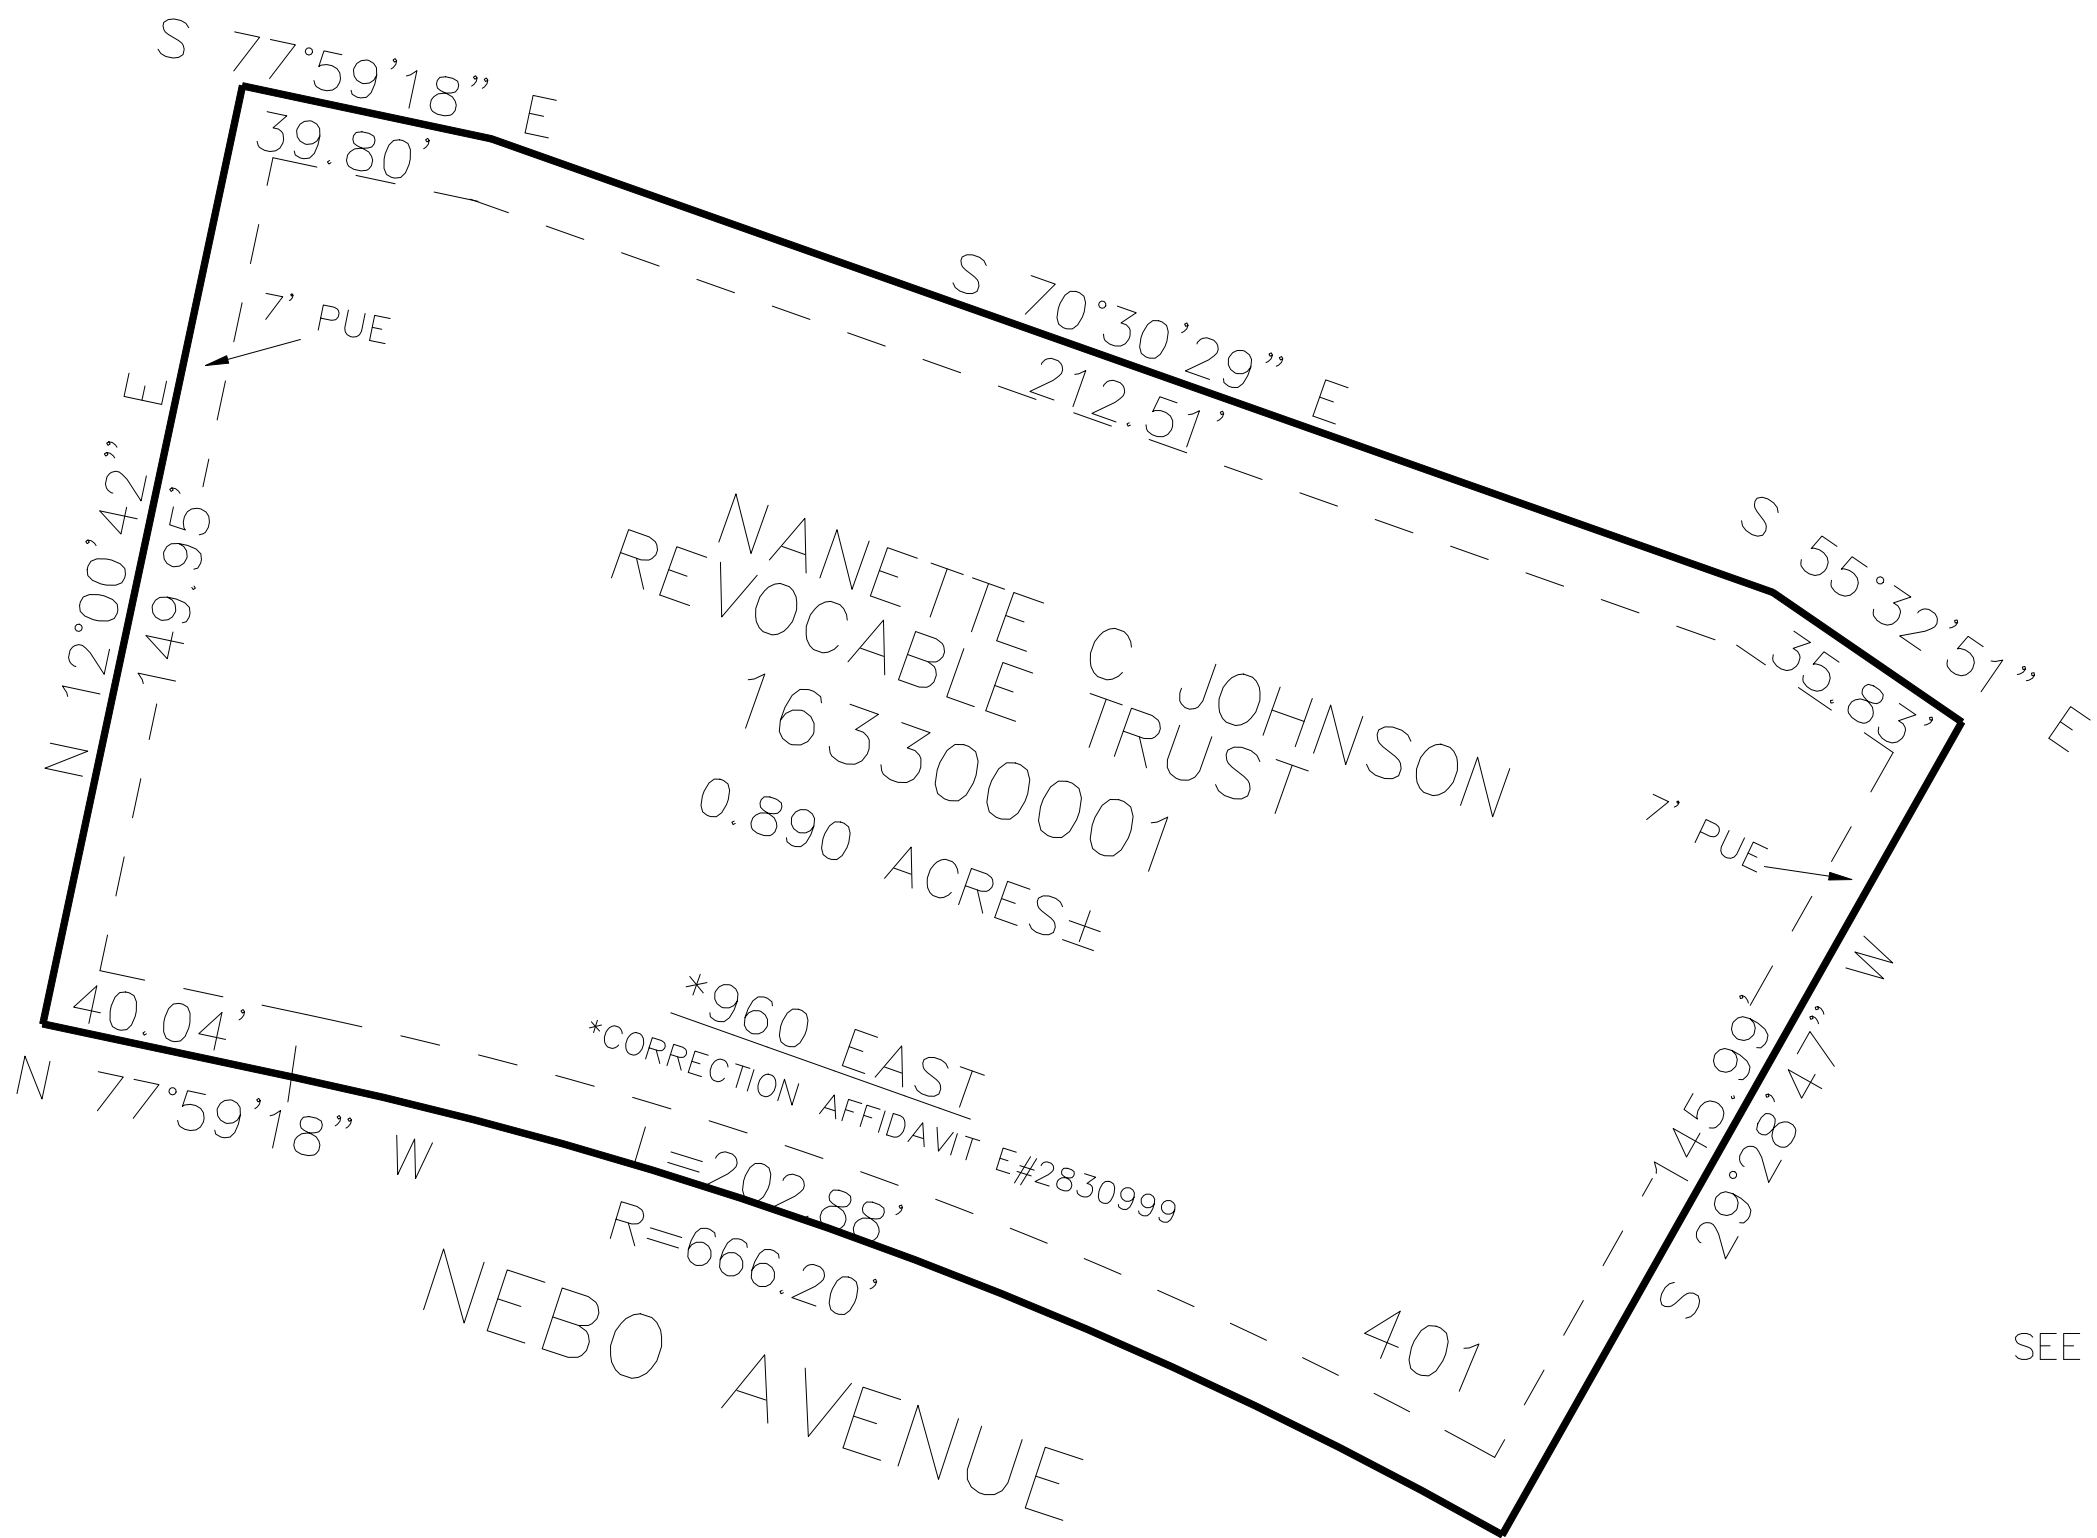 S 77°59'18" E
39.80'
S 70°30'29" E
212.51'
S 55°32'51" E
35.83'
7' PUE
N 12°00'42" E
149.95'
NANETTE C JOHNSON
REVOCABLE TRUST
163300001
0.890 ACRES±
7' PUE
*960 EAST
*CORRECTION AFFIDAVIT E#2830999
145.99'
S 29°28'47" W
40.04'
N 77°59'18" W
L=202.88'
R=666.20'
401
NEBO AVENUE
SEE